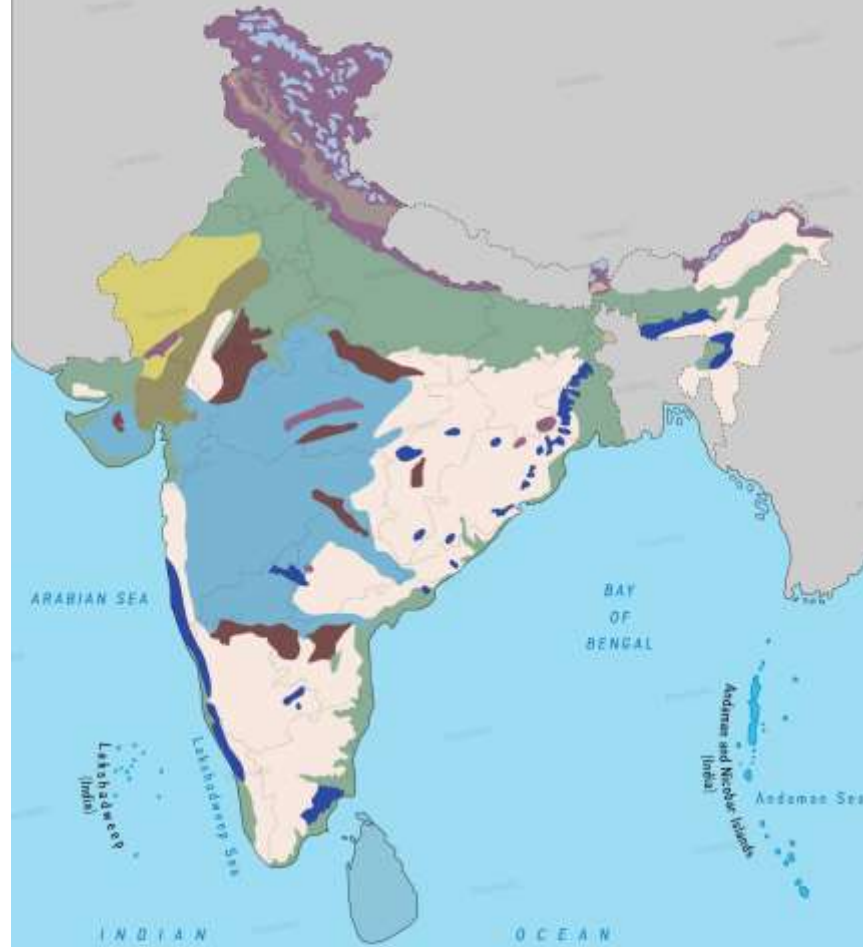 ARABIAN SEA
BAY
OF
BENGAL
Lakshadweep
(India)
Lakshadweep Sea
Andaman and Nicobar Islands
(India)
Andaman Sea
INDIAN
OCEAN